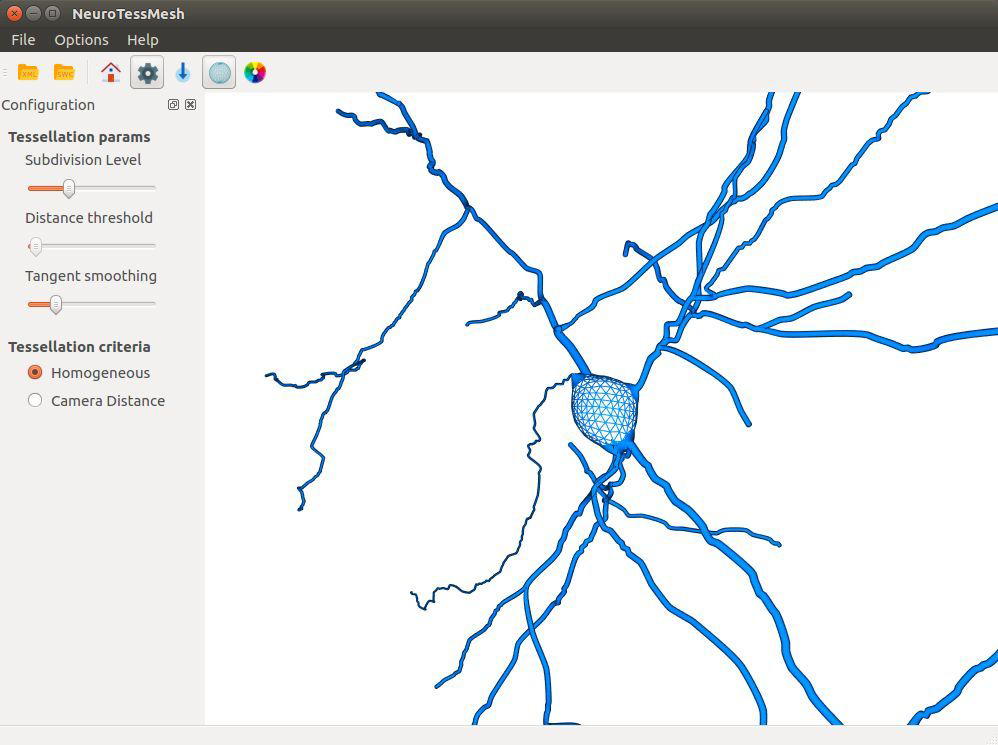 NeuroTessMesh
File Options Help
XML SWC
Configuration
Tessellation params
Subdivision Level
Distance threshold
Tangent smoothing
Tessellation criteria
Homogeneous
Camera Distance